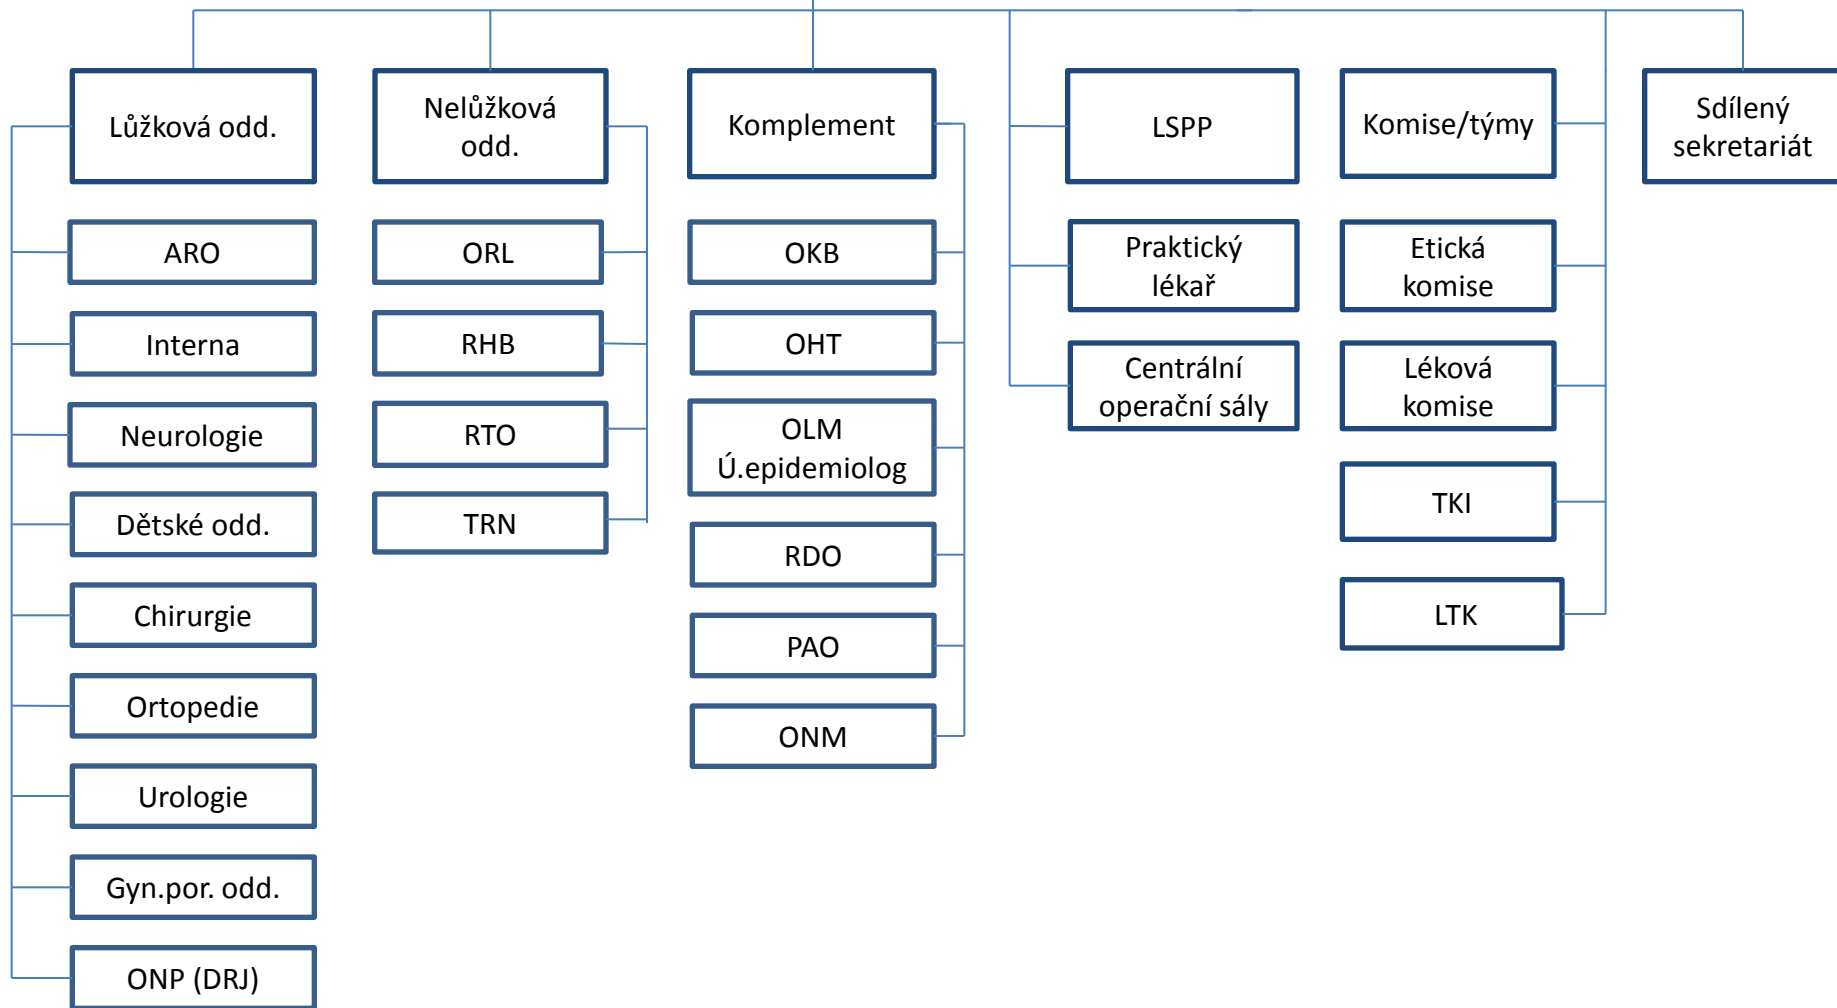 Lůžková odd.
Nelůžková
odd.
Komplement
LSPP
Komise/týmy
Sdílený
sekretariát
ARO
Interna
Neurologie
Dětské odd.
Chirurgie
Ortopedie
Urologie
Gyn.por. odd.
ONP (DRJ)
ORL
RHB
RTO
TRN
OKB
OHT
OLM
Ú.epidemiolog
RDO
PAO
ONM
Praktický
lékař
Centrální
operační sály
Etická
komise
Léková
komise
TKI
LTK